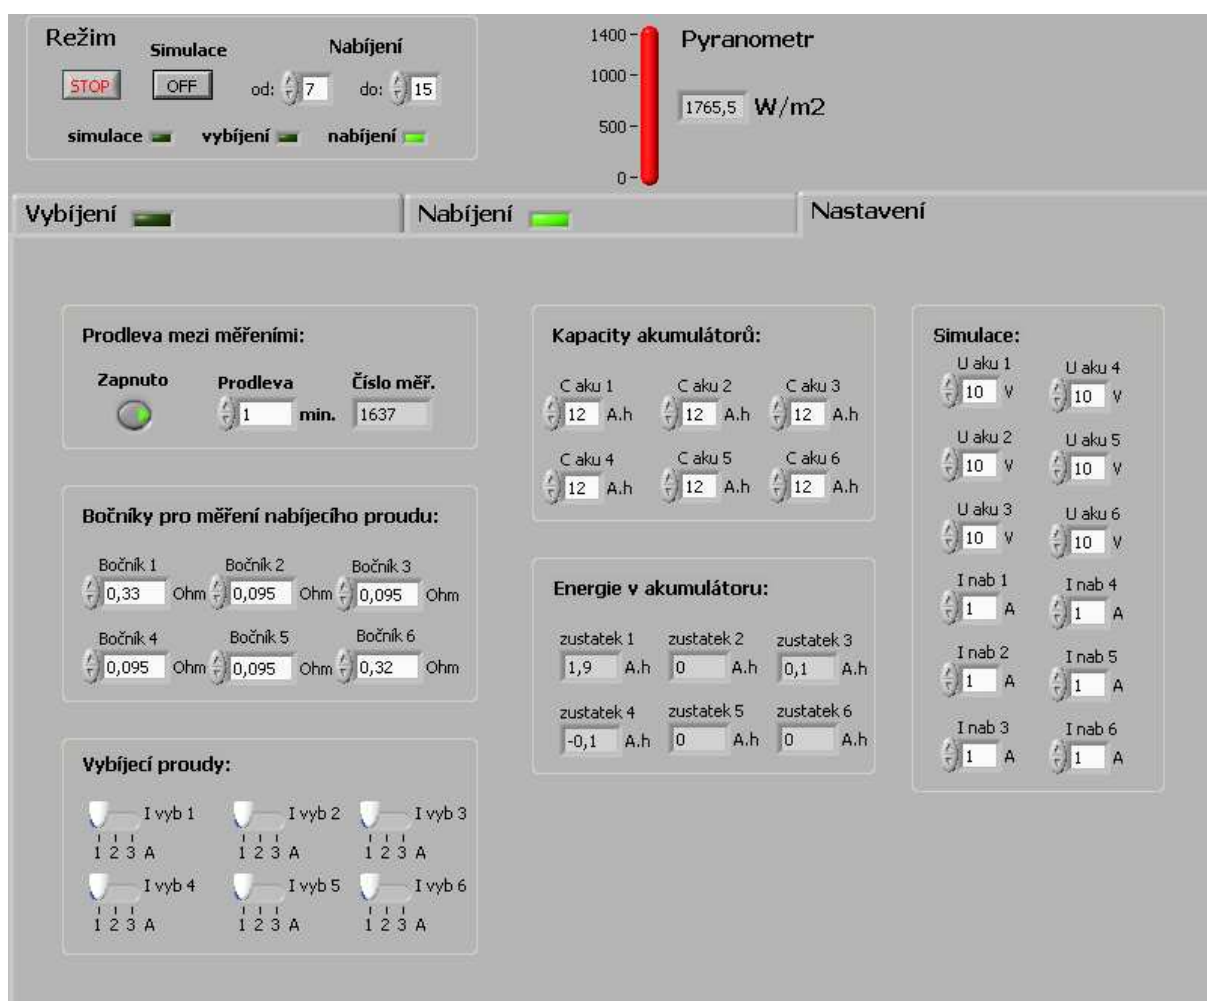 Režim
Simulace
Nabíjení
STOP
OFF
od: 7
do: 15
simulace
vybíjení
nabíjení
1400
1000
500
0
Pyranometr
1765,5 W/m2
Vybíjení
Nabíjení
Nastavení
Prodleva mezi měřeními:
Zapnuto
Prodleva
Číslo měř.
1 min.
1637
Bočníky pro měření nabíjecího proudu:
Bočník 1
Bočník 2
Bočník 3
0,33 Ohm
0,095 Ohm
0,095 Ohm
Bočník 4
Bočník 5
Bočník 6
0,095 Ohm
0,095 Ohm
0,32 Ohm
Vybíjecí proudy:
I vyb 1
I vyb 2
I vyb 3
1 2 3 A
1 2 3 A
1 2 3 A
I vyb 4
I vyb 5
I vyb 6
1 2 3 A
1 2 3 A
1 2 3 A
Kapacity akumulátorů:
C aku 1
C aku 2
C aku 3
12 A.h
12 A.h
12 A.h
C aku 4
C aku 5
C aku 6
12 A.h
12 A.h
12 A.h
Energie v akumulátoru:
zustatek 1
zustatek 2
zustatek 3
1,9 A.h
0 A.h
0,1 A.h
zustatek 4
zustatek 5
zustatek 6
-0,1 A.h
0 A.h
0 A.h
Simulace:
U aku 1
U aku 4
10 V
10 V
U aku 2
U aku 5
10 V
10 V
U aku 3
U aku 6
10 V
10 V
I nab 1
I nab 4
1 A
1 A
I nab 2
I nab 5
1 A
1 A
I nab 3
I nab 6
1 A
1 A